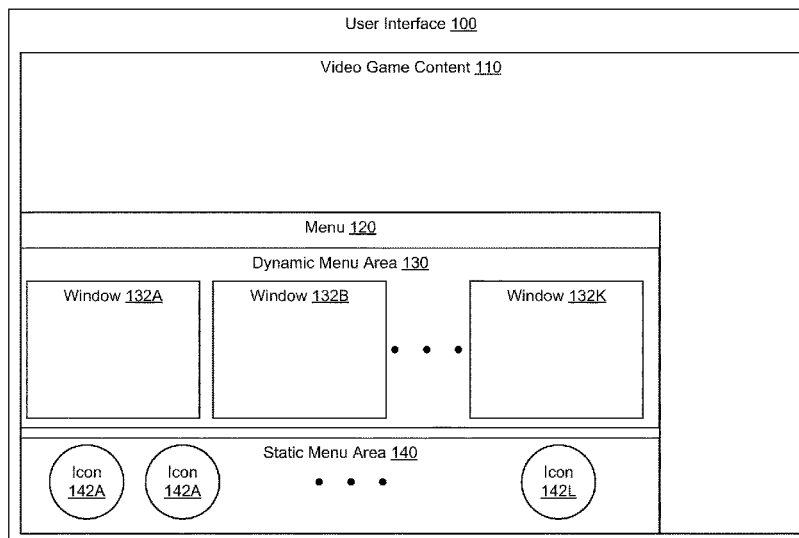 User Interface 100
Video Game Content 110
Menu 120
Dynamic Menu Area 130
Window 132A
Window 132B
Window 132K
Static Menu Area 140
Icon
142A
Icon
142A
Icon
142L